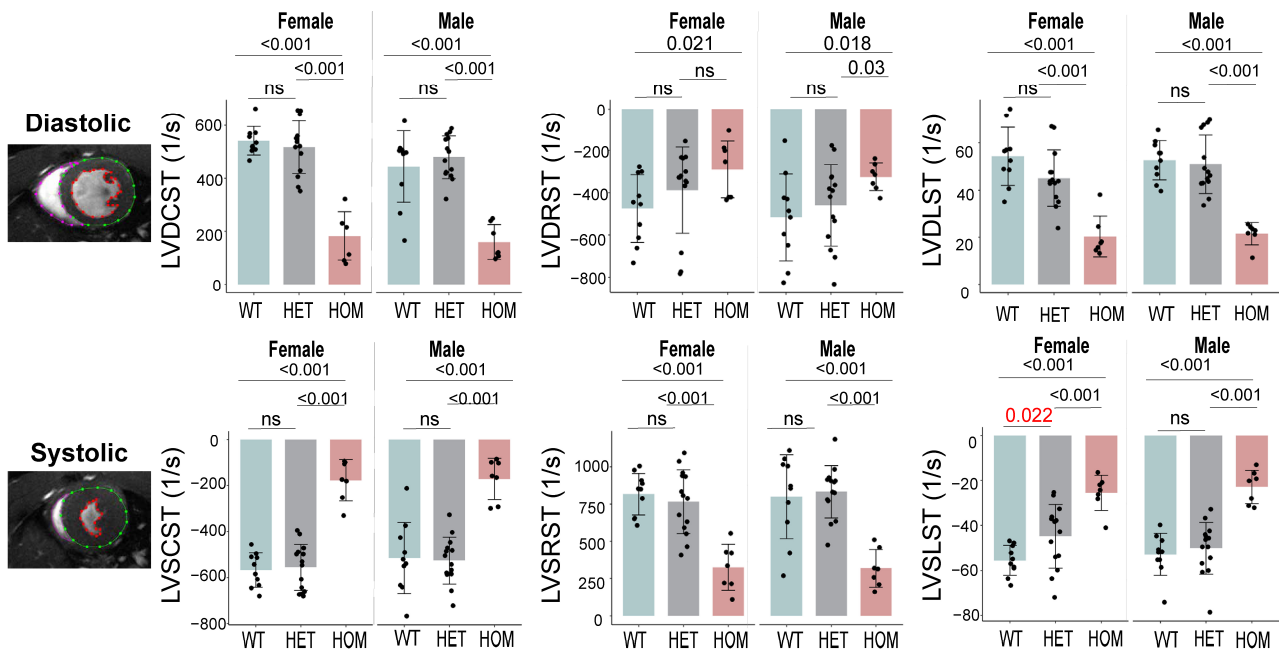 Female Male
<0.001 <0.001
<0.001 <0.001
ns ns
Diastolic
LVDCST (1/s)
600
400
200
0
WT HET HOM WT HET HOM
Female Male
0.021 0.018
ns 0.03
ns ns
LVDRST (1/s)
0
−200
−400
−600
−800
WT HET HOM WT HET HOM
Female Male
<0.001 <0.001
<0.001 <0.001
ns ns
LVDLST (1/s)
60
40
20
0
WT HET HOM WT HET HOM
Female Male
<0.001 <0.001
<0.001 <0.001
ns ns
Systolic
LVSCST (1/s)
0
−200
−400
−600
−800
WT HET HOM WT HET HOM
Female Male
<0.001 <0.001
<0.001 <0.001
ns ns
LVSRST (1/s)
1000
750
500
250
0
WT HET HOM WT HET HOM
Female Male
<0.001 <0.001
<0.001 <0.001
0.022 ns
LVSLST (1/s)
0
−20
−40
−60
−80
WT HET HOM WT HET HOM